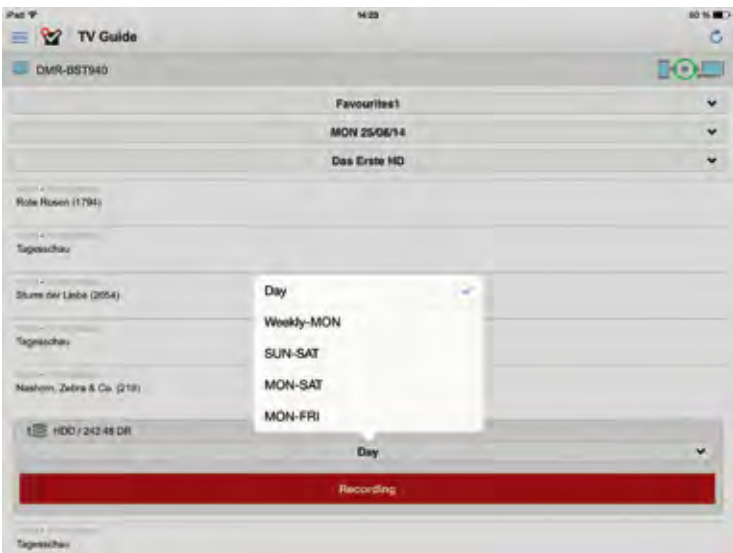 iPad
14:23
60 %
TV Guide
DMR-BST940
Favourites1
MON 25/08/14
Das Erste HD
Rote Rosen (1794)
Tagesschau
Sturm der Liebe (2054)
Tagesschau
Nashorn, Zebra & Co. (218)
Day
Weekly-MON
SUN-SAT
MON-SAT
MON-FRI
HDD / 242:48 DR
Day
Recording
Tagesschau